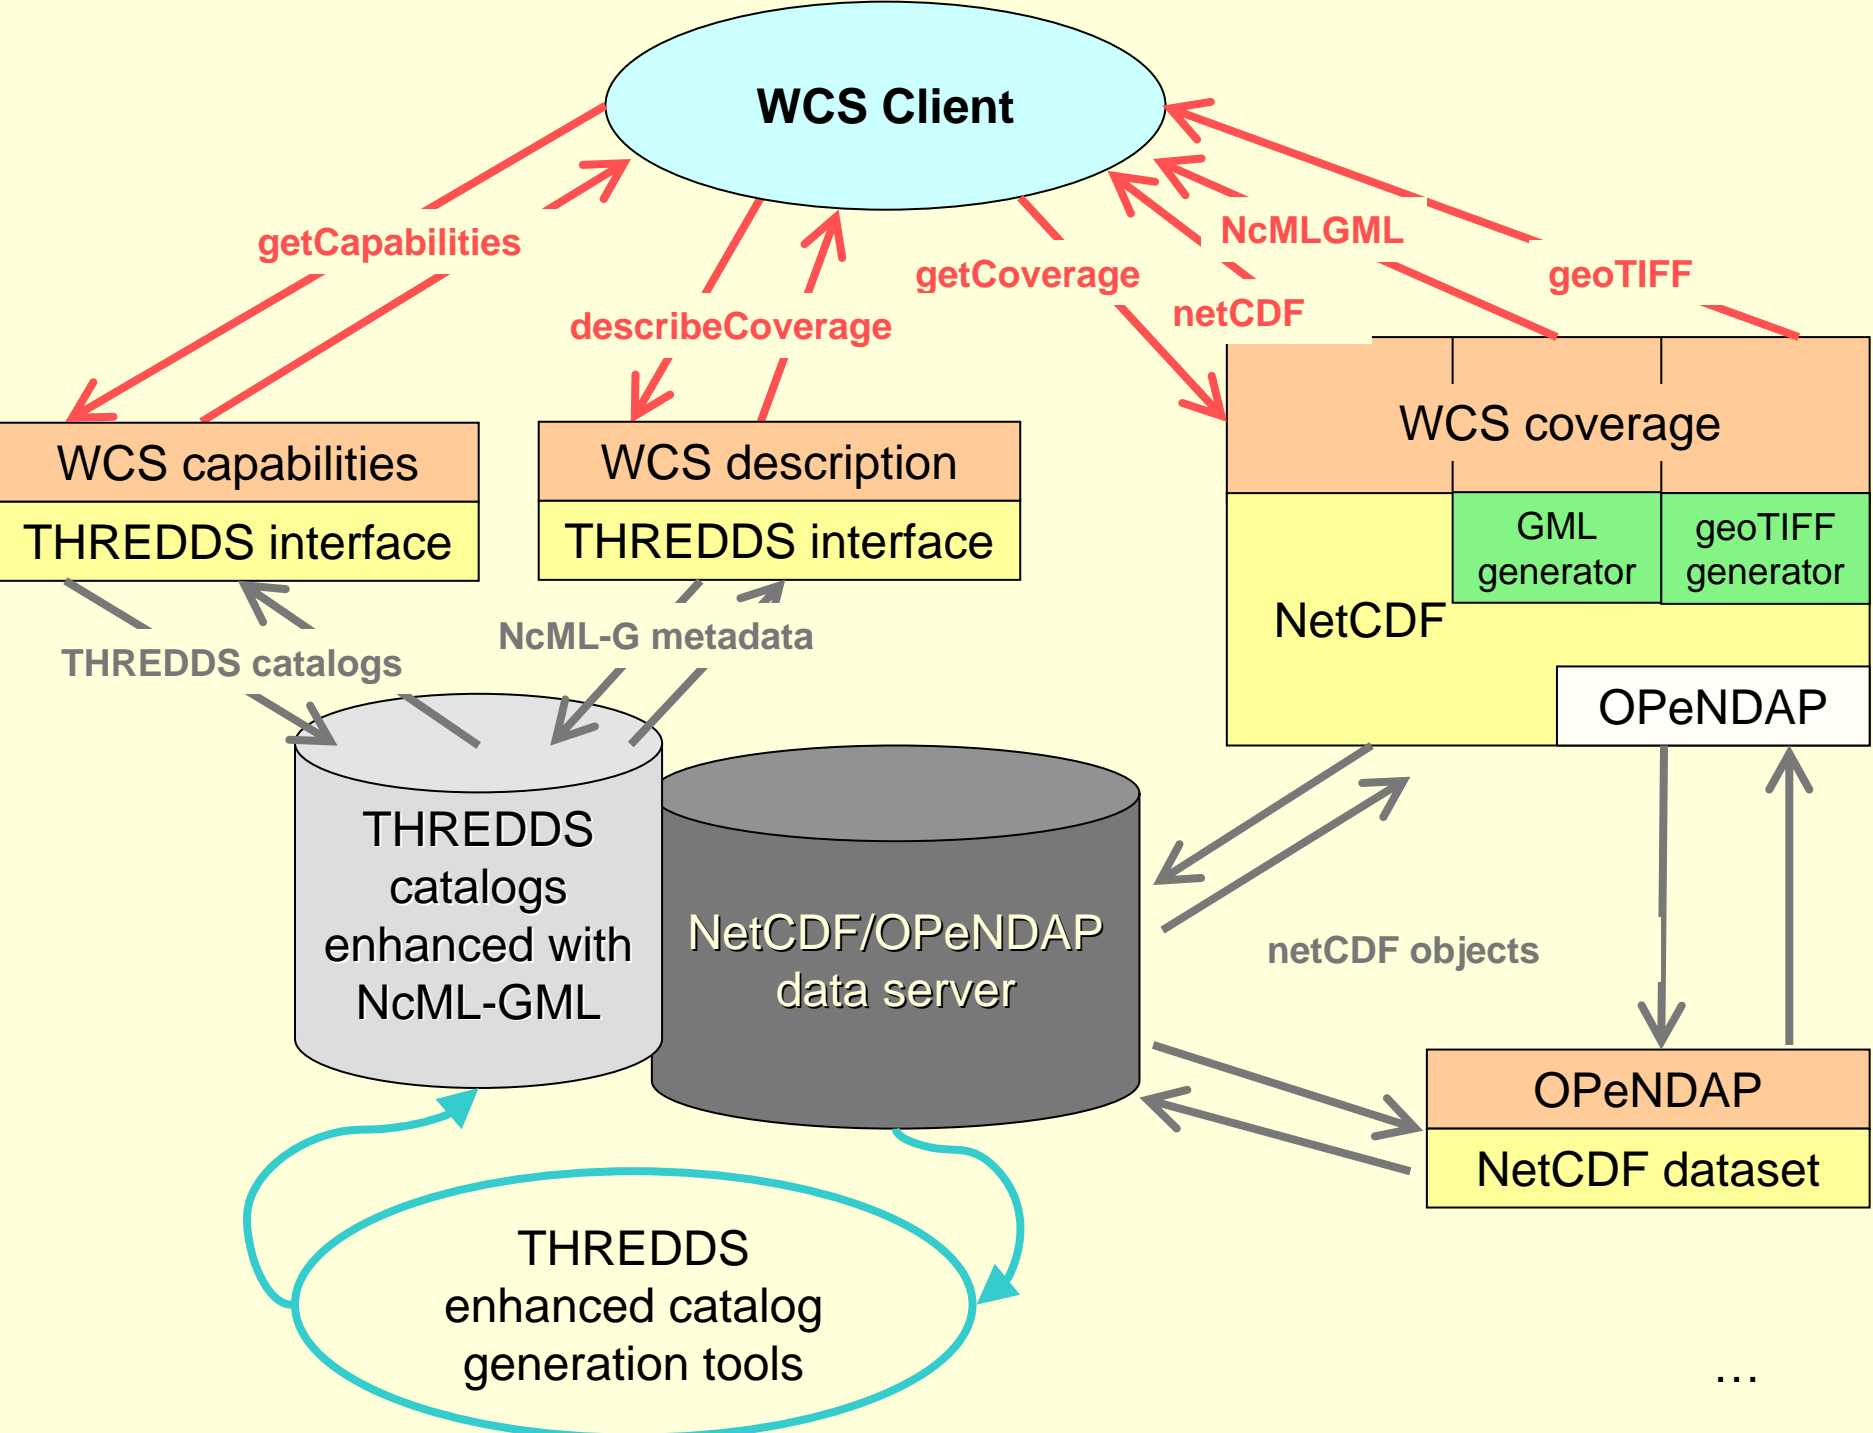 WCS Client
getCapabilities
describeCoverage
getCoverage
netCDF
NcMLGML
geoTIFF
WCS capabilities
THREDDS interface
WCS description
THREDDS interface
WCS coverage
GML
generator
geoTIFF
generator
NetCDF
OPeNDAP
THREDDS catalogs
NcML-G metadata
THREDDS
catalogs
enhanced with
NcML-GML
NetCDF/OPeNDAP
data server
netCDF objects
OPeNDAP
NetCDF dataset
THREDDS
enhanced catalog
generation tools
…